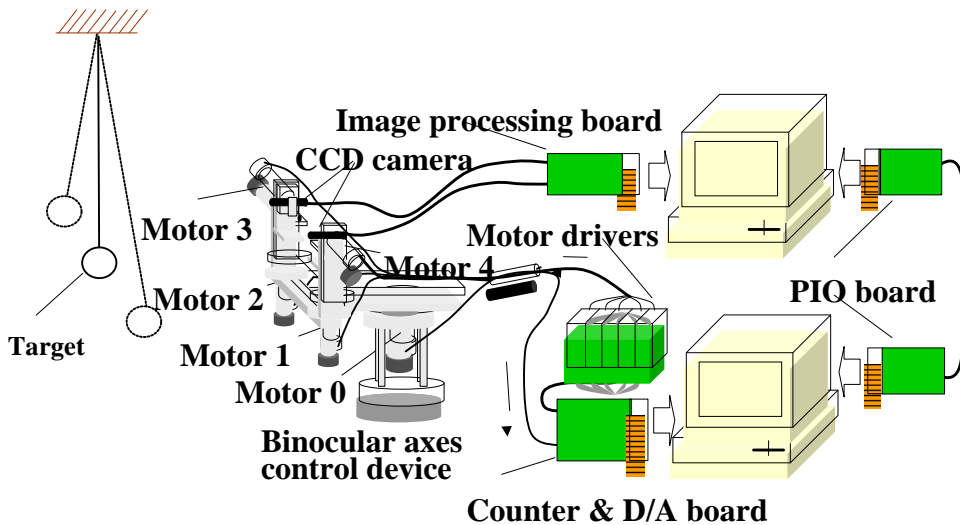 Image processing board
CCD camera
Motor 3
Motor drivers
Motor 4
Motor 2
PIO board
Target
Motor 1
Motor 0
Binocular axes
control device
Counter & D/A board